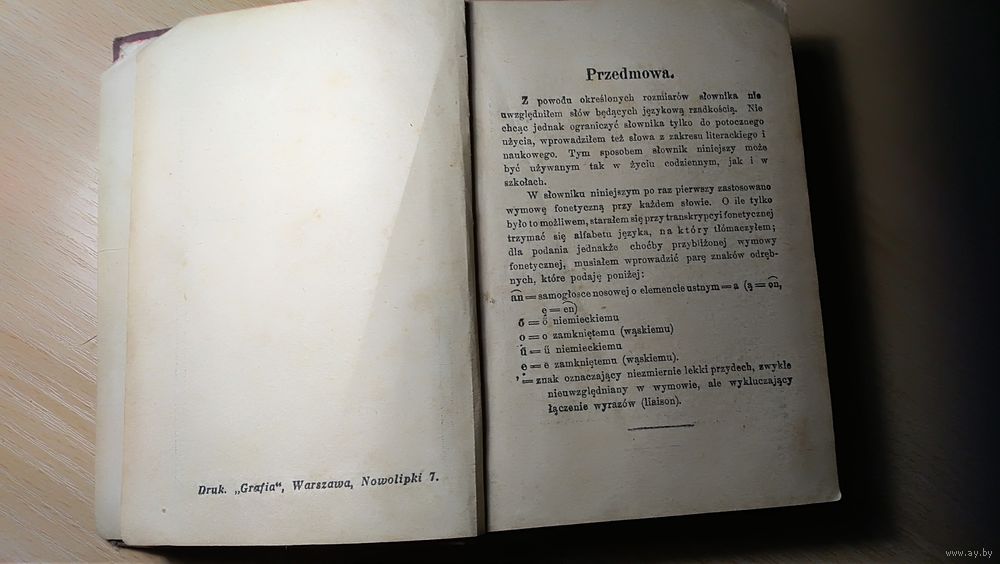 Druk. „Grafia“, Warszawa, Nowolipki 7.
Przedmowa.
Z powodu określonych rozmiarów słownika nie
uwzględniłem słów będących językową rzadkością. Nie
chcąc jednak ograniczyć słownika tylko do potocznego
użycia, wprowadziłem też słowa z zakresu literackiego i
naukowego. Tym sposobem słownik niniejszy może
być używanym tak w życiu codziennym, jak i w
szkołach.
W słowniku niniejszym po raz pierwszy zastosowano
wymowę fonetyczną przy każdem słowie. O ile tylko
było to możliwem, starałem się przy transkrypcyi fonetycznej
trzymać się alfabetu języka, na który tłómaczyłem;
dla podania jednakże choćby przybliżonej wymowy
fonetycznej, musiałem wprowadzić parę znaków odręb-
nych, które podaję poniżej:
a͡n = samogłosce nosowej o elemencie ustnym = a (ą = o͡n,
ę = e͡n)
ö = ö niemieckiemu
o = o zamkniętemu (wąskiemu)
ü = ü niemieckiemu
e = e zamkniętemu (wąskiemu).
’ = znak oznaczający niezmiernie lekki przydech, zwykle
nieuwzględniany w wymowie, ale wykluczający
łączenie wyrazów (liaison).
www.ay.by